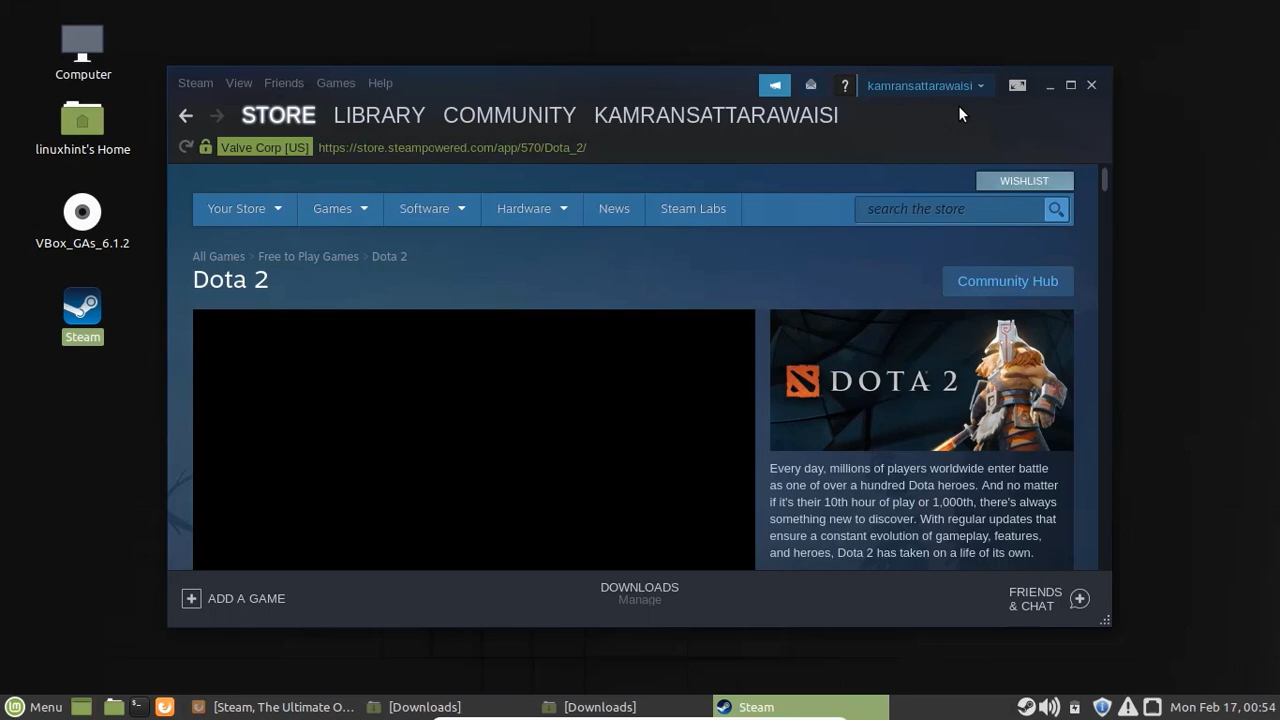 Computer
linuxhint's Home
VBox_GAs_6.1.2
Steam
Steam View Friends Games Help
? kamransattarawaisi
STORE LIBRARY COMMUNITY KAMRANSATTARAWAISI
Valve Corp [US] https://store.steampowered.com/app/570/Dota_2/
WISHLIST
Your Store Games Software Hardware News Steam Labs search the store
All Games > Free to Play Games > Dota 2
Dota 2
Community Hub
DOTA 2
Every day, millions of players worldwide enter battle
as one of over a hundred Dota heroes. And no matter
if it's their 10th hour of play or 1,000th, there's always
something new to discover. With regular updates that
ensure a constant evolution of gameplay, features,
and heroes, Dota 2 has taken on a life of its own.
ADD A GAME
DOWNLOADS
Manage
FRIENDS
& CHAT
Menu [Steam, The Ultimate O... [Downloads] [Downloads] Steam Mon Feb 17, 00:54